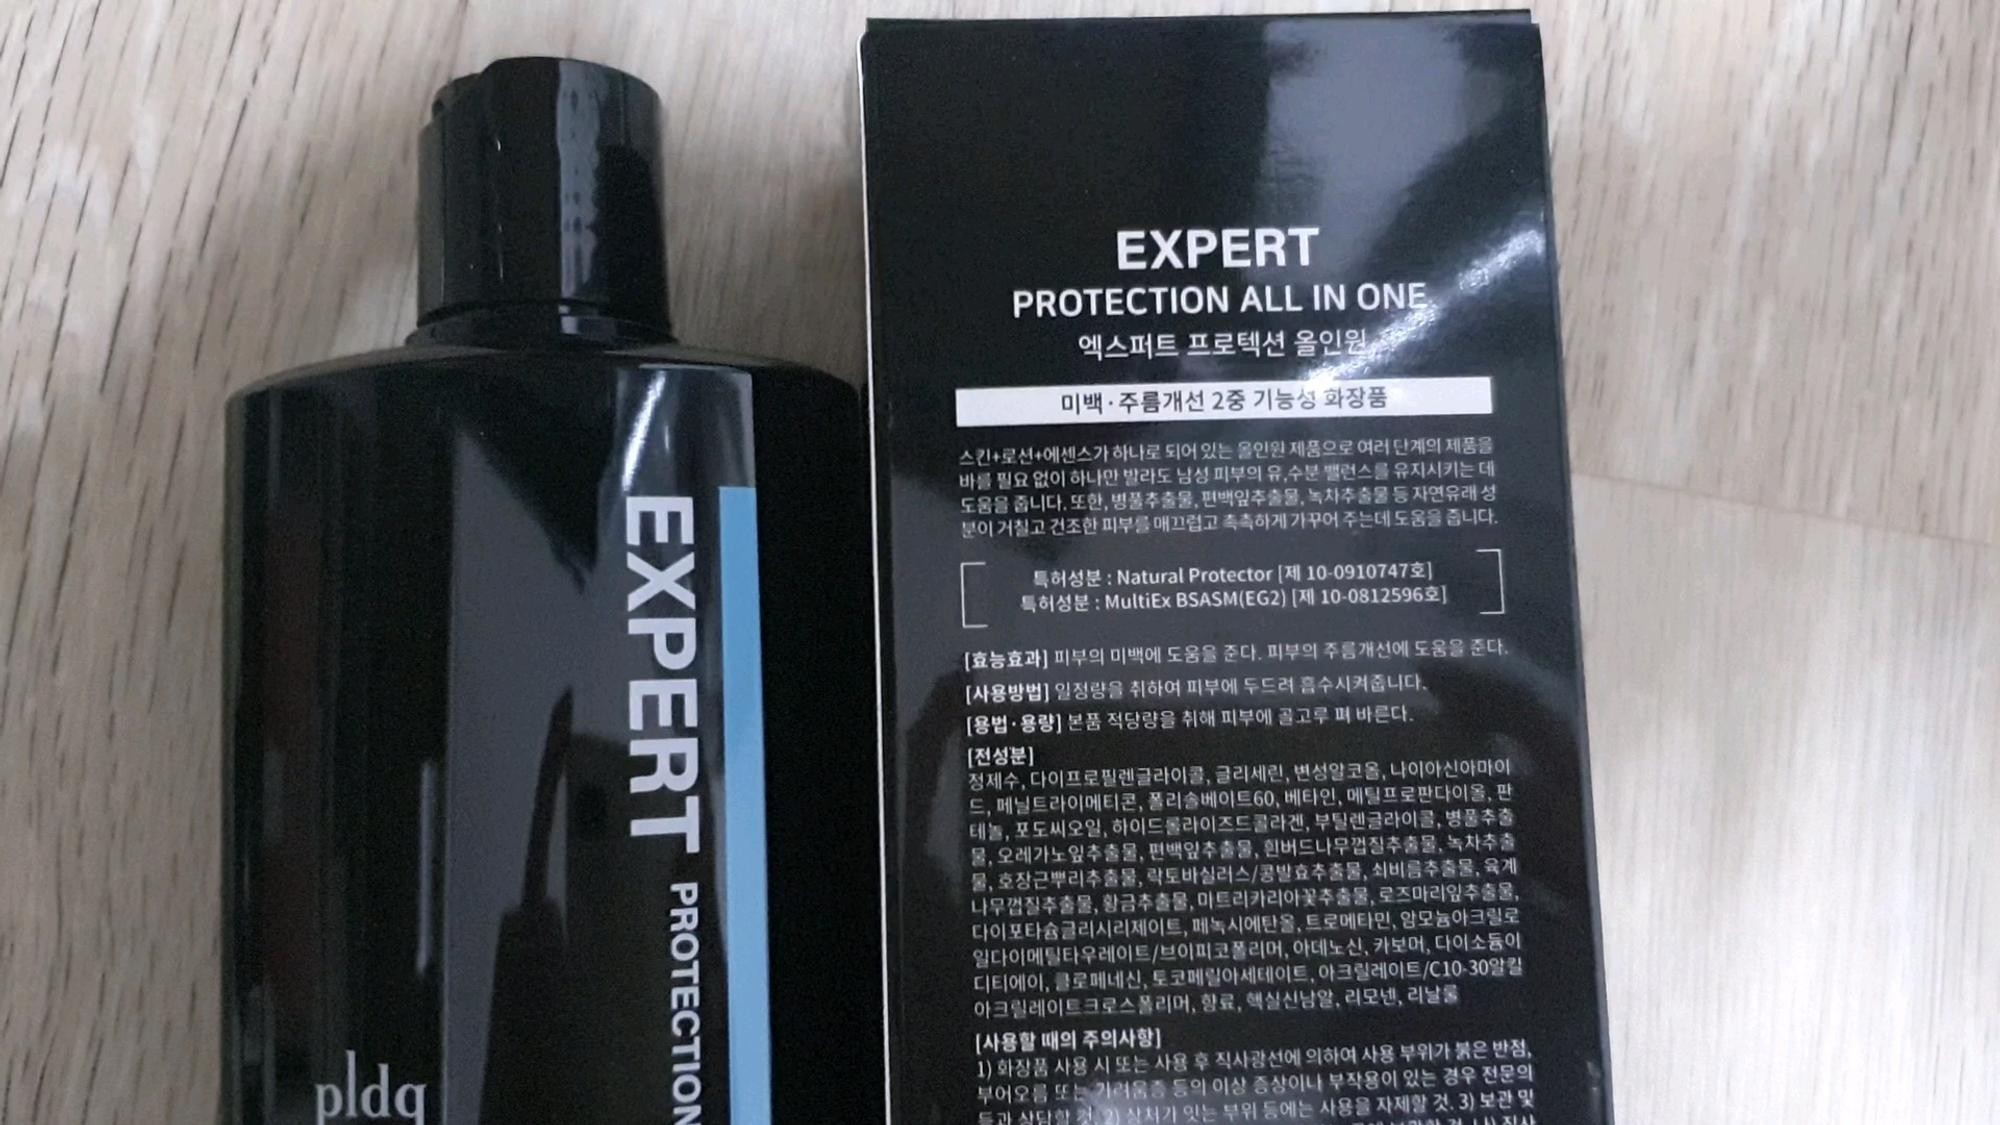 EXPERT PROTECTION
pldq
EXPERT
PROTECTION ALL IN ONE
엑스퍼트 프로텍션 올인원
미백·주름개선 2중 기능성 화장품
스킨+로션+에센스가 하나로 되어 있는 올인원 제품으로 여러 단계의 제품을
바를 필요 없이 하나만 발라도 남성 피부의 유,수분 밸런스를 유지시키는 데
도움을 줍니다. 또한, 병풀추출물, 편백잎추출물, 녹차추출물 등 자연유래 성
분이 거칠고 건조한 피부를 매끄럽고 촉촉하게 가꾸어 주는데 도움을 줍니다.
특허성분 : Natural Protector [제 10-0910747호]
특허성분 : MultiEx BSASM(EG2) [제 10-0812596호]
[효능효과] 피부의 미백에 도움을 준다. 피부의 주름개선에 도움을 준다.
[사용방법] 일정량을 취하여 피부에 두드려 흡수시켜줍니다.
[용법·용량] 본품 적당량을 취해 피부에 골고루 펴 바른다.
[전성분]
정제수, 다이프로필렌글라이콜, 글리세린, 변성알코올, 나이아신아마이
드, 페닐트라이메티콘, 폴리솔베이트60, 베타인, 메틸프로판다이올, 판
테놀, 포도씨오일, 하이드롤라이즈드콜라겐, 부틸렌글라이콜, 병풀추출
물, 오레가노잎추출물, 편백잎추출물, 흰버드나무껍질추출물, 녹차추출
물, 호장근뿌리추출물, 락토바실러스/콩발효추출물, 쇠비름추출물, 육계
나무껍질추출물, 황금추출물, 마트리카리아꽃추출물, 로즈마리잎추출물,
다이포타슘글리시리제이트, 페녹시에탄올, 트로메타민, 암모늄아크릴로
일다이메틸타우레이트/브이피코폴리머, 아데노신, 카보머, 다이소듐이
디티에이, 클로페네신, 토코페릴아세테이트, 아크릴레이트/C10-30알킬
아크릴레이트크로스폴리머, 향료, 헥실신남알, 리모넨, 리날룰
[사용할 때의 주의사항]
1) 화장품 사용 시 또는 사용 후 직사광선에 의하여 사용 부위가 붉은 반점,
부어오름 또는 가려움증 등의 이상 증상이나 부작용이 있는 경우 전문의
등과 상담할 것. 2) 상처가 있는 부위 등에는 사용을 자제할 것. 3) 보관 및